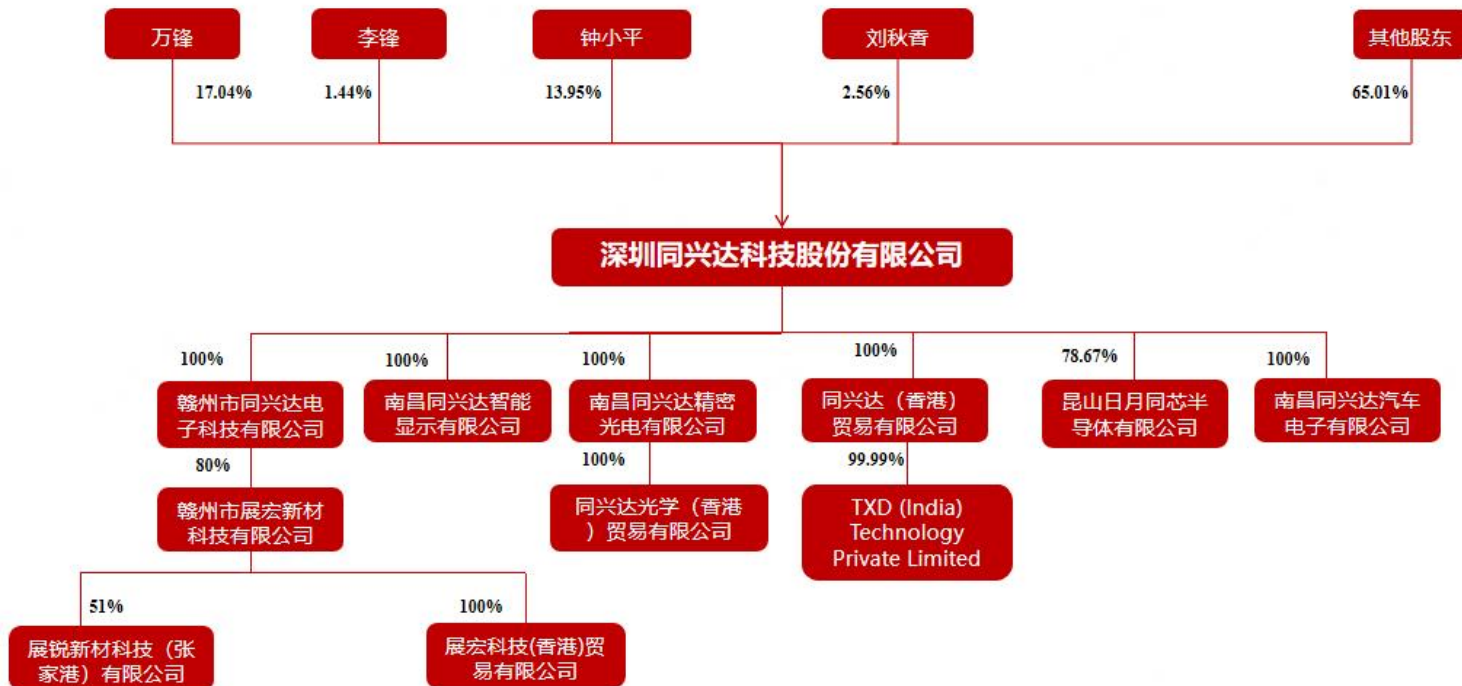 万锋
李锋
钟小平
刘秋香
其他股东
17.04%
1.44%
13.95%
2.56%
65.01%
深圳同兴达科技股份有限公司
100%
100%
100%
100%
78.67%
100%
赣州市同兴达电
子科技有限公司
南昌同兴达智能
显示有限公司
南昌同兴达精密
光电有限公司
同兴达（香港）
贸易有限公司
昆山日月同芯半
导体有限公司
南昌同兴达汽车
电子有限公司
80%
100%
99.99%
赣州市展宏新材
科技有限公司
同兴达光学（香港
）贸易有限公司
TXD (India)
Technology
Private Limited
51%
100%
展锐新材科技（张
家港）有限公司
展宏科技(香港)贸
易有限公司